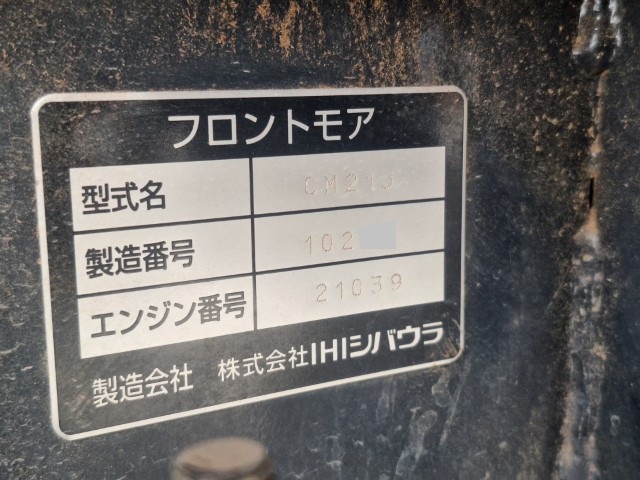 フロントモア
型式名 CM21J
製造番号 102
エンジン番号 21039
製造会社 株式会社IHIシバウラ